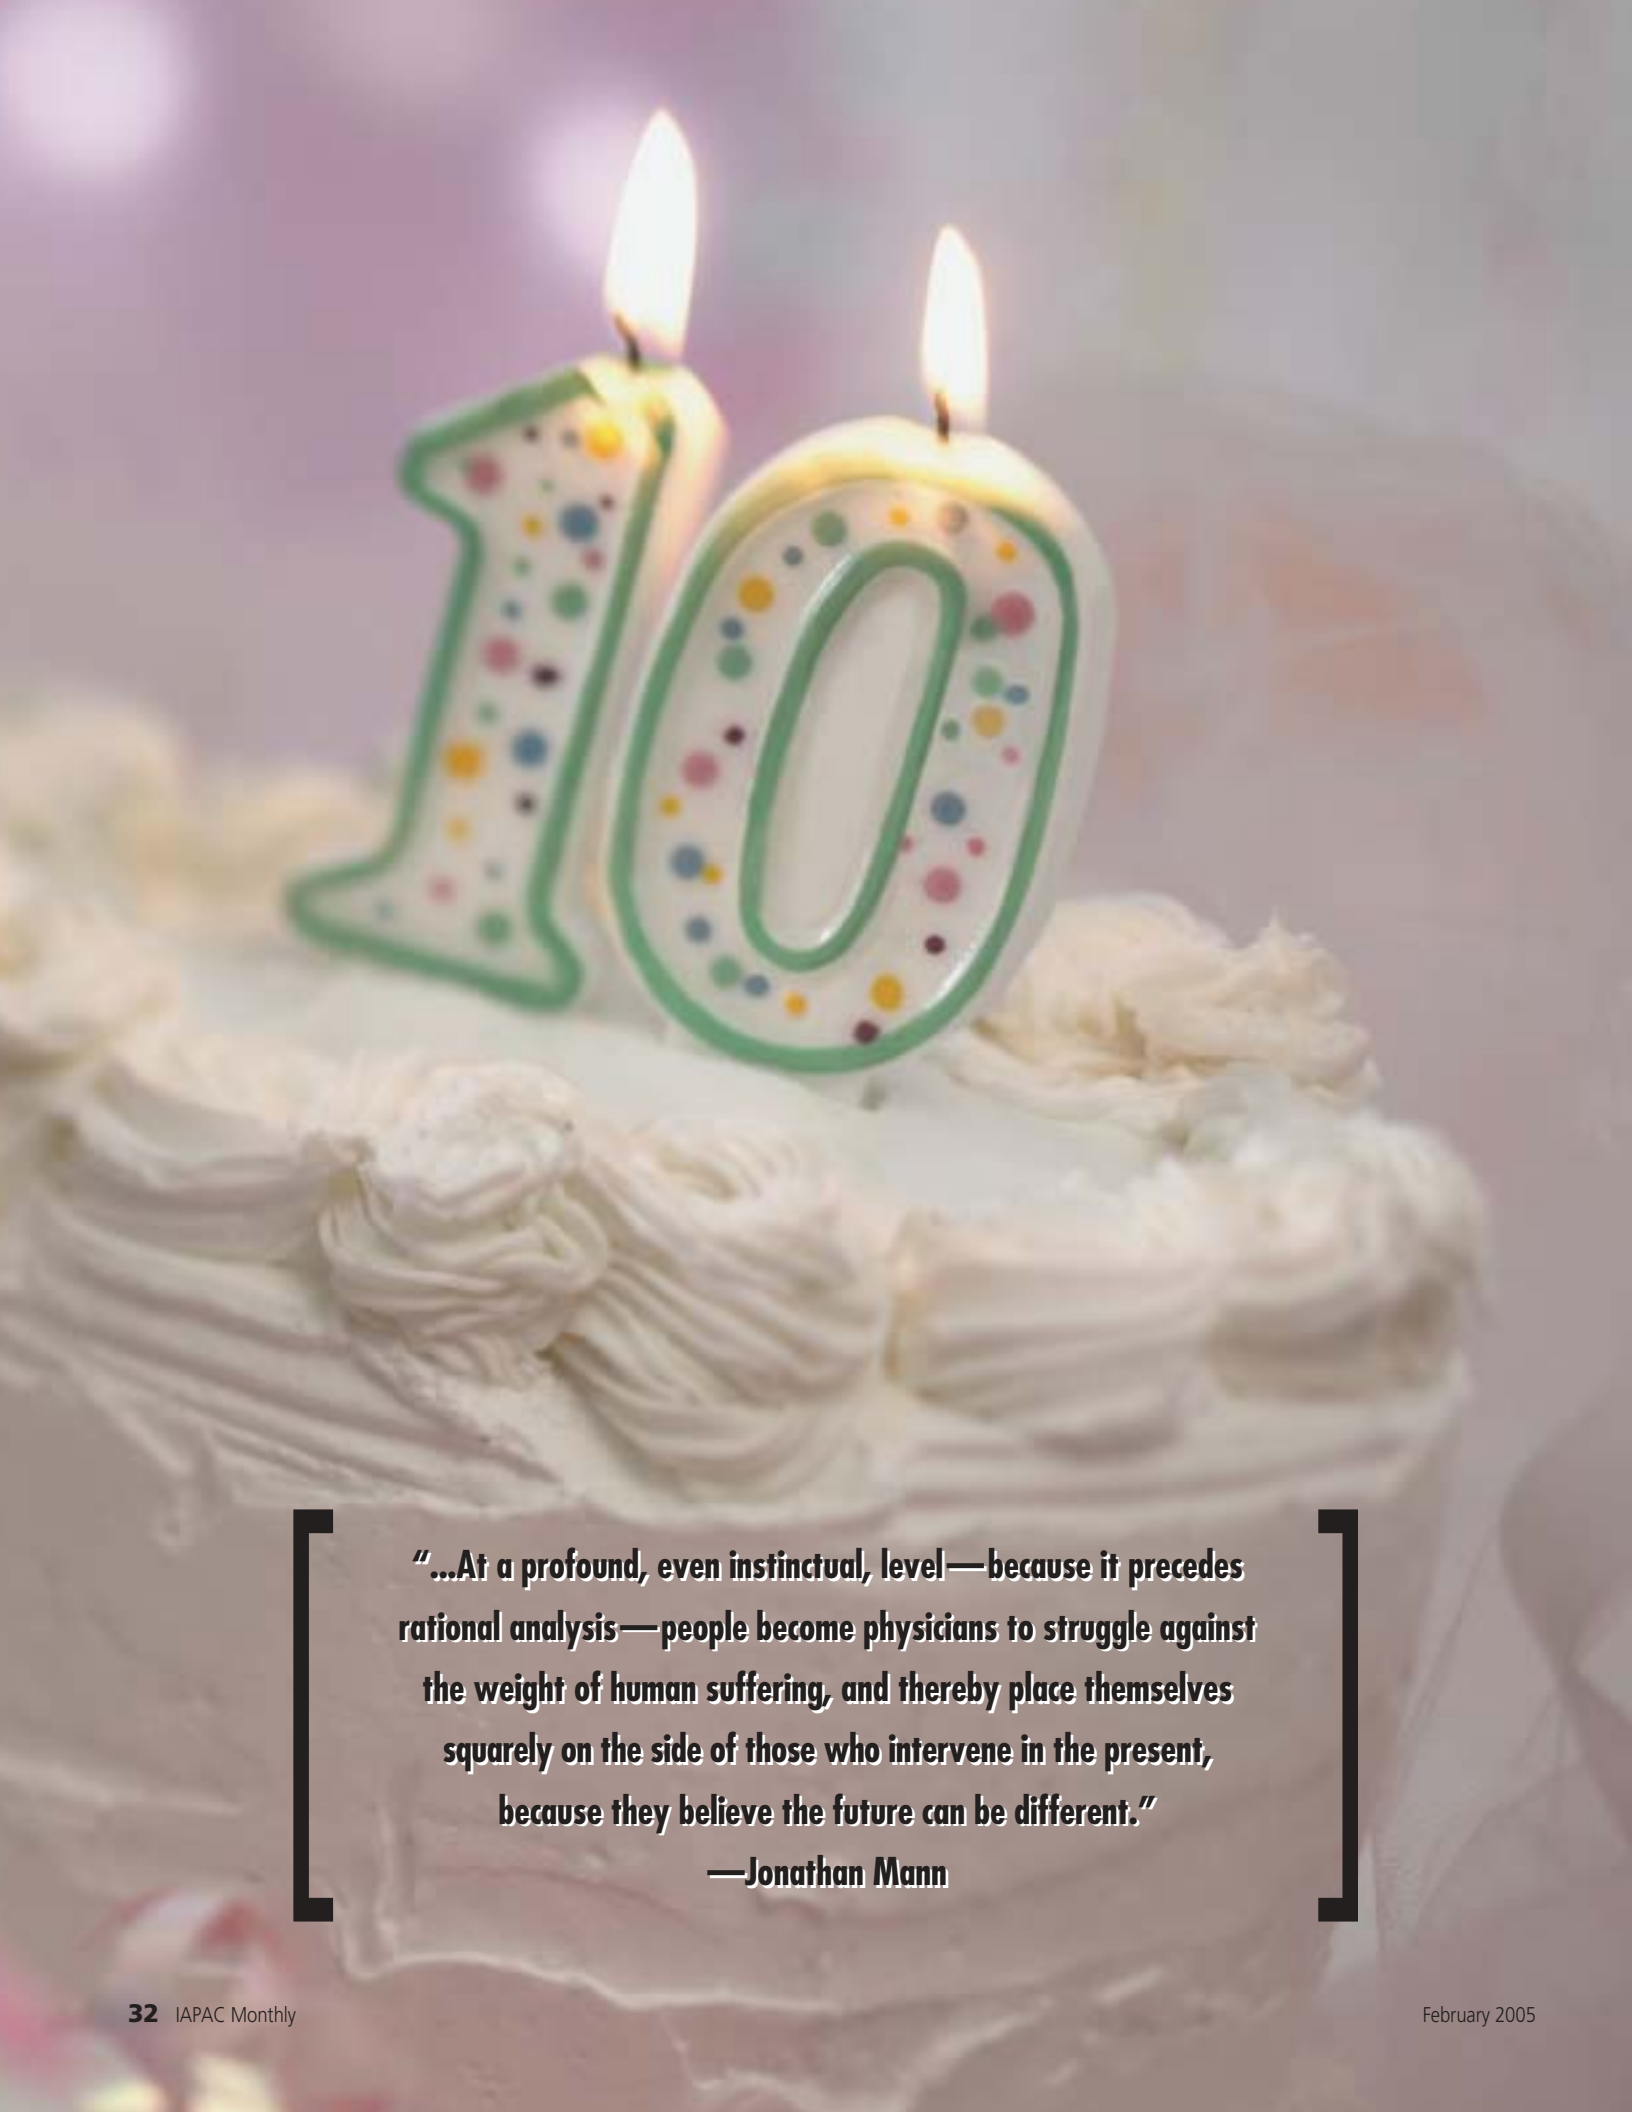 10
“...At a profound, even instinctual, level—because it precedes
rational analysis—people become physicians to struggle against
the weight of human suffering, and thereby place themselves
squarely on the side of those who intervene in the present,
because they believe the future can be different.”
—Jonathan Mann
32 IAPAC Monthly
February 2005